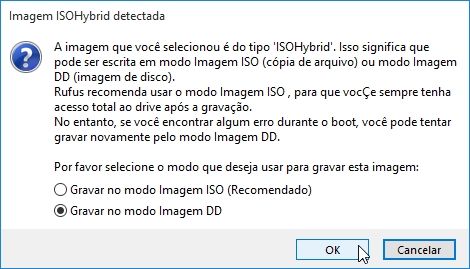 Imagem ISOHybrid detectada
A imagem que você selecionou é do tipo 'ISOHybrid'. Isso significa que
pode ser escrita em modo Imagem ISO (cópia de arquivo) ou modo Imagem
DD (imagem de disco).
Rufus recomenda usar o modo Imagem ISO , para que vocÇe sempre tenha
acesso total ao drive após a gravação.
No entanto, se você encontrar algum erro durante o boot, você pode tentar
gravar novamente pelo modo Imagem DD.
Por favor selecione o modo que deseja usar para gravar esta imagem:
Gravar no modo Imagem ISO (Recomendado)
Gravar no modo Imagem DD
OK Cancelar